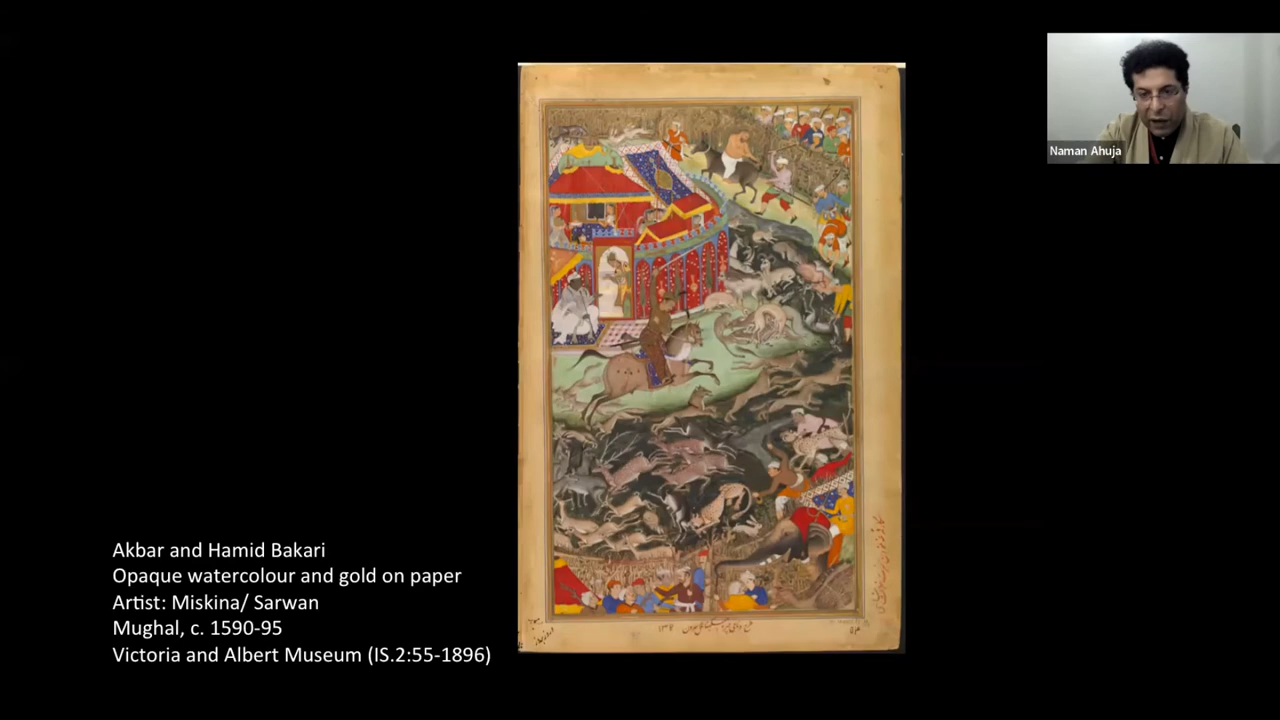 Naman Ahuja
Akbar and Hamid Bakari
Opaque watercolour and gold on paper
Artist: Miskina/ Sarwan
Mughal, c. 1590-95
Victoria and Albert Museum (IS.2:55-1896)